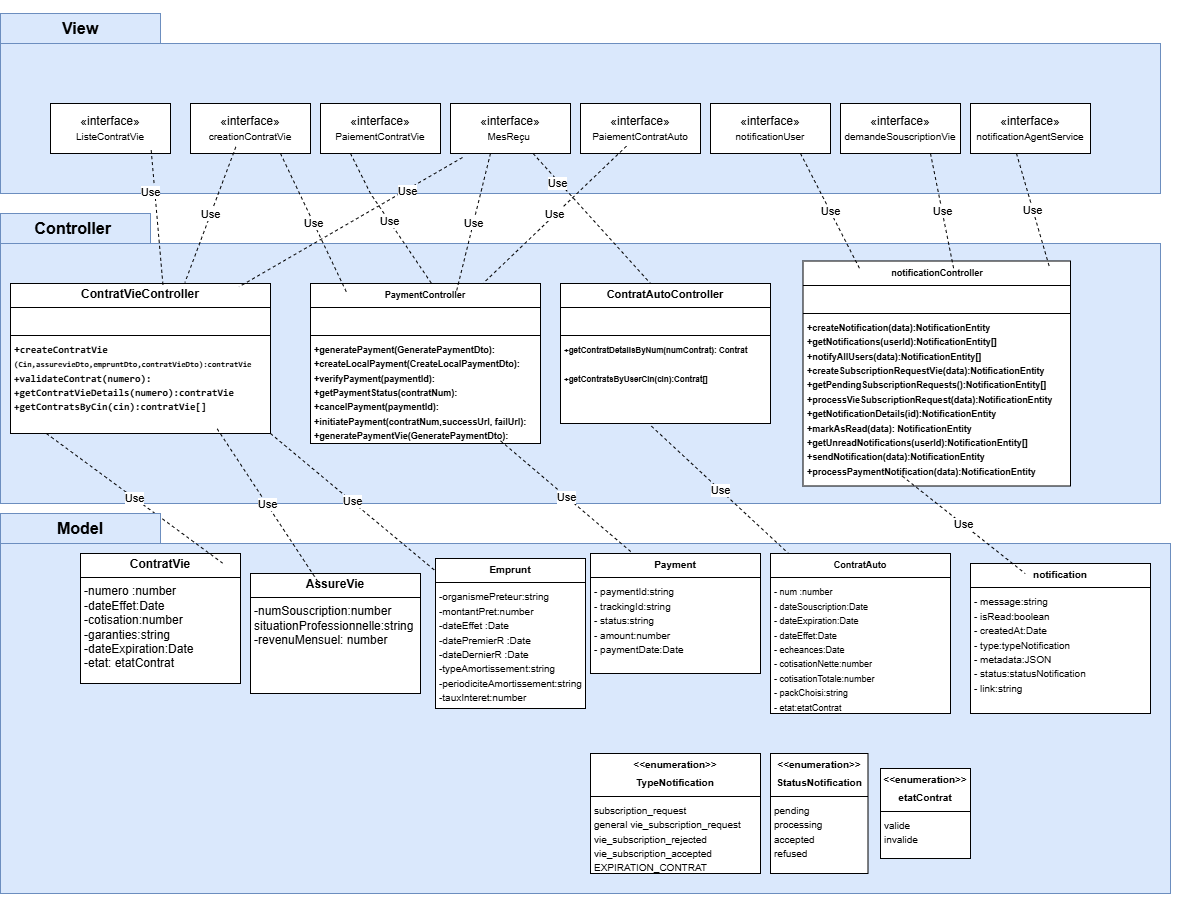 View
«interface»
ListeContratVie
«interface»
creationContratVie
«interface»
PaiementContratVie
«interface»
MesReçu
«interface»
PaiementContratAuto
«interface»
notificationUser
«interface»
demandeSouscriptionVie
«interface»
notificationAgentService
Use
Use
Use
Use
Use
Use
Use
Use
Use
Use
Use
Controller
ContratVieController
+createContratVie
(Cin,assurevieDto,empruntDto,contratVieDto):contratVie
+validateContrat(numero):
+getContratVieDetails(numero):contratVie
+getContratsByCin(cin):contratVie[]
PaymentController
+generatePayment(GeneratePaymentDto):
+createLocalPayment(CreateLocalPaymentDto):
+verifyPayment(paymentId):
+getPaymentStatus(contratNum):
+cancelPayment(paymentId):
+initiatePayment(contratNum,successUrl, failUrl):
+generatePaymentVie(GeneratePaymentDto):
ContratAutoController
+getContratDetailsByNum(numContrat): Contrat
+getContratsByUserCin(cin):Contrat[]
notificationController
+createNotification(data):NotificationEntity
+getNotifications(userId):NotificationEntity[]
+notifyAllUsers(data):NotificationEntity[]
+createSubscriptionRequestVie(data):NotificationEntity
+getPendingSubscriptionRequests():NotificationEntity[]
+processVieSubscriptionRequest(data):NotificationEntity
+getNotificationDetails(id):NotificationEntity
+markAsRead(data): NotificationEntity
+getUnreadNotifications(userId):NotificationEntity[]
+sendNotification(data):NotificationEntity
+processPaymentNotification(data):NotificationEntity
Use
Use
Use
Use
Use
Use
Model
ContratVie
-numero :number
-dateEffet:Date
-cotisation:number
-garanties:string
-dateExpiration:Date
-etat: etatContrat
AssureVie
-numSouscription:number
situationProfessionnelle:string
-revenuMensuel: number
Emprunt
-organismePreteur:string
-montantPret:number
-dateEffet :Date
-datePremierR :Date
-dateDernierR :Date
-typeAmortissement:string
-periodiciteAmortissement:string
-tauxInteret:number
Payment
- paymentId:string
- trackingId:string
- status:string
- amount:number
- paymentDate:Date
ContratAuto
- num :number
- dateSouscription:Date
- dateExpiration:Date
- dateEffet:Date
- echeances:Date
- cotisationNette:number
- cotisationTotale:number
- packChoisi:string
- etat:etatContrat
notification
- message:string
- isRead:boolean
- createdAt:Date
- type:typeNotification
- metadata:JSON
- status:statusNotification
- link:string
<<enumeration>>
TypeNotification
subscription_request
general vie_subscription_request
vie_subscription_rejected
vie_subscription_accepted
EXPIRATION_CONTRAT
<<enumeration>>
StatusNotification
pending
processing
accepted
refused
<<enumeration>>
etatContrat
valide
invalide